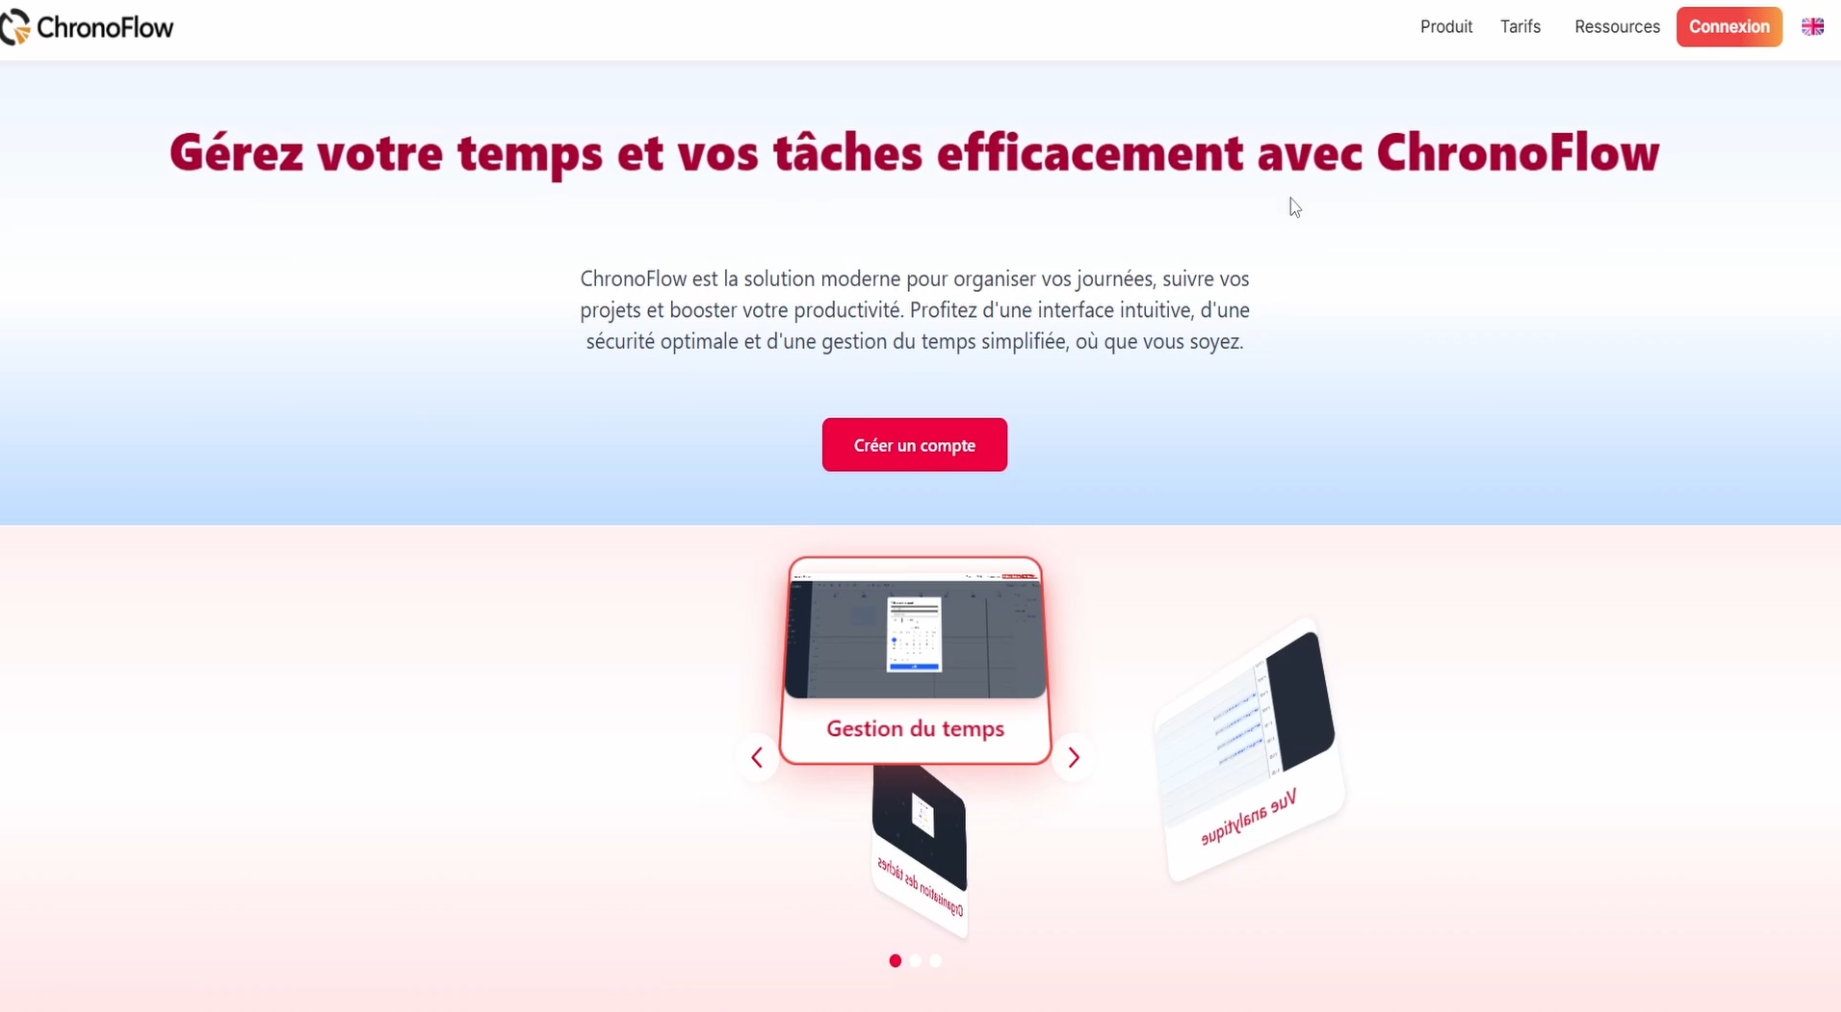 ChronoFlow
Produit Tarifs Ressources Connexion
Gérez votre temps et vos tâches efficacement avec ChronoFlow
ChronoFlow est la solution moderne pour organiser vos journées, suivre vos
projets et booster votre productivité. Profitez d'une interface intuitive, d'une
sécurité optimale et d'une gestion du temps simplifiée, où que vous soyez.
Créer un compte
Gestion du temps
Vue analytique
Organisation des tâches